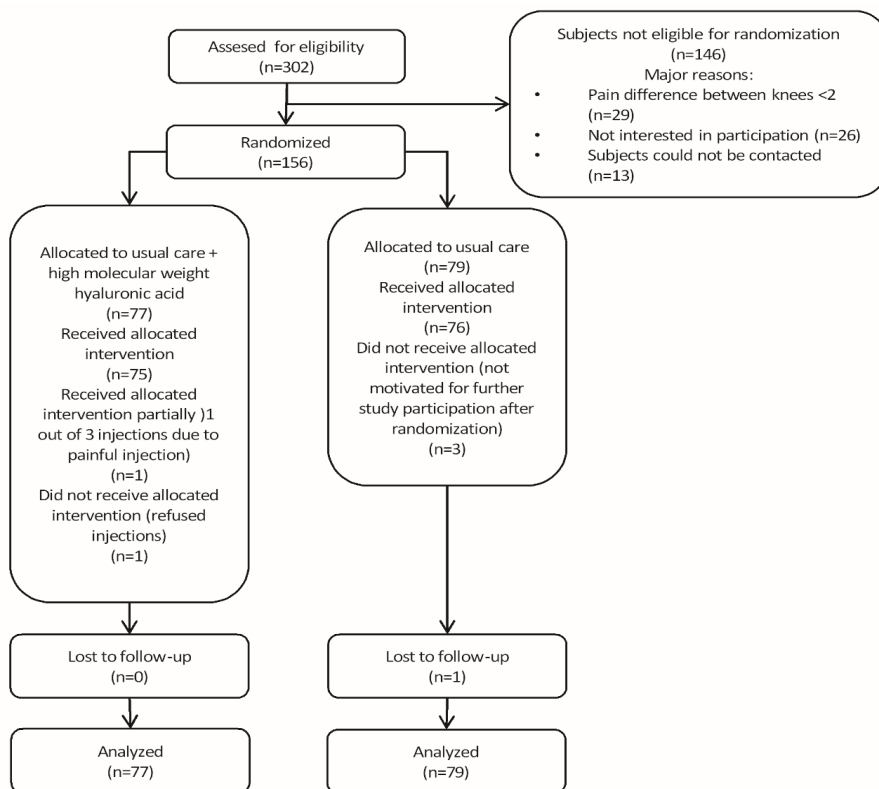 Assesed for eligibility
(n=302)
Subjects not eligible for randomization
(n=146)
Major reasons:
• Pain difference between knees <2
(n=29)
• Not interested in participation (n=26)
• Subjects could not be contacted
(n=13)
Randomized
(n=156)
Allocated to usual care +
high molecular weight
hyaluronic acid
(n=77)
Received allocated
intervention
(n=75)
Received allocated
intervention partially )1
out of 3 injections due to
painful injection)
(n=1)
Did not receive allocated
intervention (refused
injections)
(n=1)
Allocated to usual care
(n=79)
Received allocated
intervention
(n=76)
Did not receive allocated
intervention (not
motivated for further
study participation after
randomization)
(n=3)
Lost to follow-up
(n=0)
Lost to follow-up
(n=1)
Analyzed
(n=77)
Analyzed
(n=79)